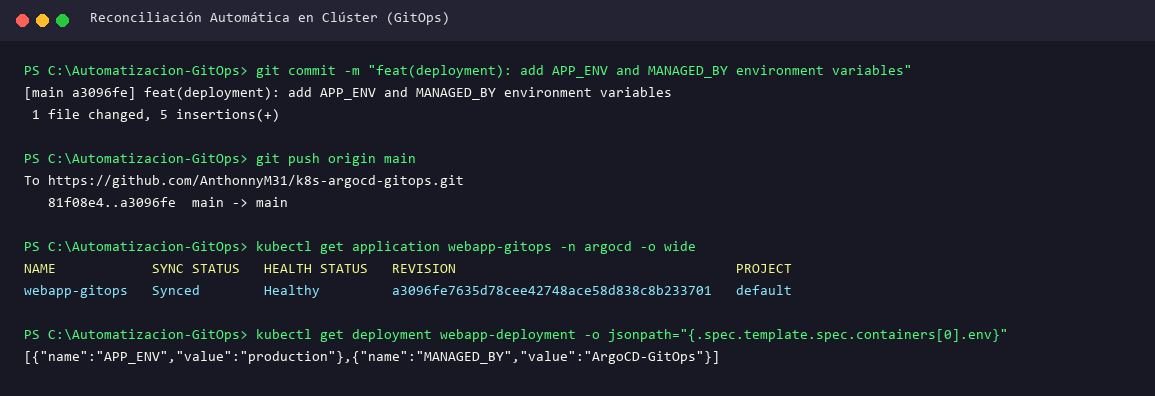 Reconciliación Automática en Clúster (GitOps)
PS C:\Automatizacion-GitOps> git commit -m "feat(deployment): add APP_ENV and MANAGED_BY environment variables"
[main a3096fe] feat(deployment): add APP_ENV and MANAGED_BY environment variables
 1 file changed, 5 insertions(+)
PS C:\Automatizacion-GitOps> git push origin main
To https://github.com/AnthonnyM31/k8s-argocd-gitops.git
   81f08e4..a3096fe  main -> main
PS C:\Automatizacion-GitOps> kubectl get application webapp-gitops -n argocd -o wide
NAME            SYNC STATUS   HEALTH STATUS   REVISION                                   PROJECT
webapp-gitops   Synced        Healthy         a3096fe7635d78cee42748ace58d838c8b233701   default
PS C:\Automatizacion-GitOps> kubectl get deployment webapp-deployment -o jsonpath="{.spec.template.spec.containers[0].env}"
[{"name":"APP_ENV","value":"production"},{"name":"MANAGED_BY","value":"ArgoCD-GitOps"}]